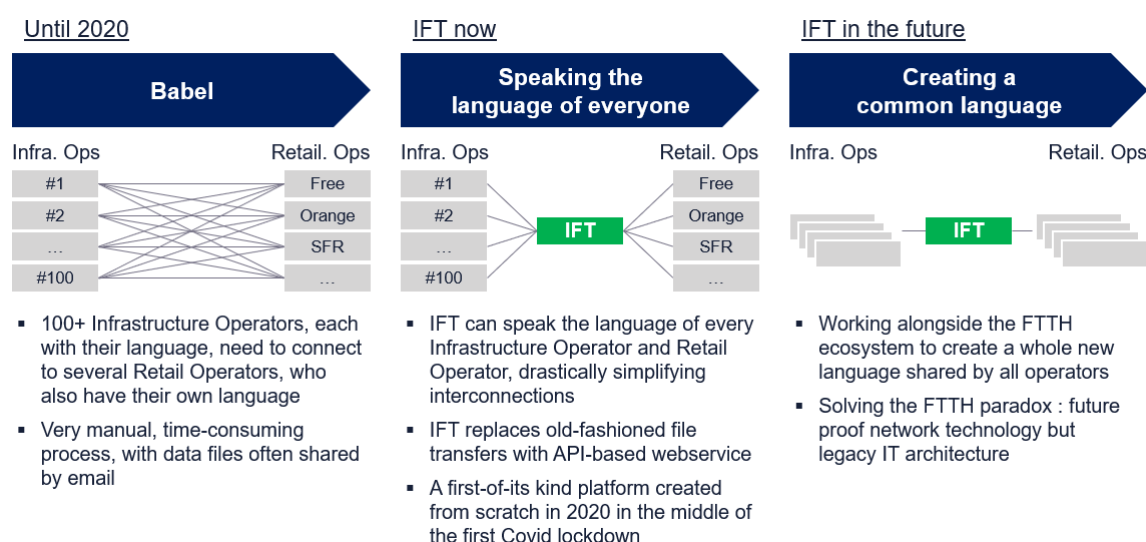 Until 2020
Babel
Infra. Ops
Retail. Ops
#1
#2
...
#100
Free
Orange
SFR
...
▪ 100+ Infrastructure Operators, each
with their language, need to connect
to several Retail Operators, who
also have their own language
▪ Very manual, time-consuming
process, with data files often shared
by email
IFT now
Speaking the
language of everyone
Infra. Ops
Retail. Ops
#1
#2
...
#100
IFT
Free
Orange
SFR
...
▪ IFT can speak the language of every
Infrastructure Operator and Retail
Operator, drastically simplifying
interconnections
▪ IFT replaces old-fashioned file
transfers with API-based webservice
▪ A first-of-its kind platform created
from scratch in 2020 in the middle of
the first Covid lockdown
IFT in the future
Creating a
common language
Infra. Ops
Retail. Ops
IFT
▪ Working alongside the FTTH
ecosystem to create a whole new
language shared by all operators
▪ Solving the FTTH paradox : future
proof network technology but
legacy IT architecture